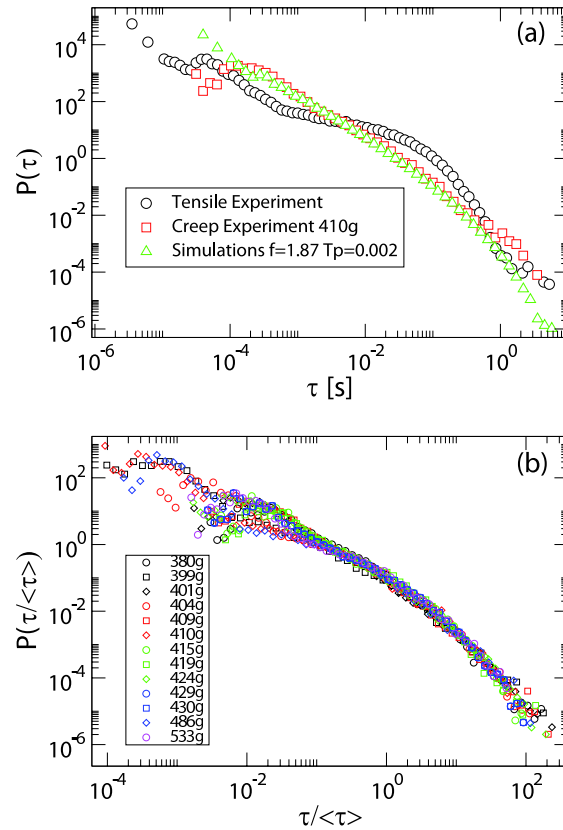 (a)
10^4
10^2
10^0
10^-2
10^-4
10^-6
P(τ)
Tensile Experiment
Creep Experiment 410g
Simulations f=1.87 Tp=0.002
10^-6 10^-4 10^-2 10^0
τ [s]
(b)
10^2
10^0
10^-2
10^-4
10^-6
P(τ/<τ>)
380g
399g
401g
404g
409g
410g
415g
419g
424g
429g
430g
486g
533g
10^-4 10^-2 10^0 10^2
τ/<τ>